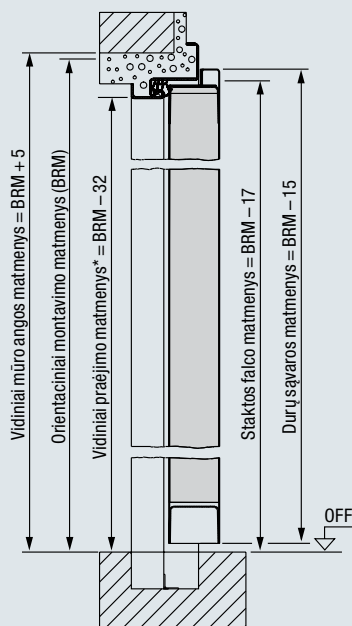 Vidiniai mūro angos matmenys = BRM + 5
Orientaciniai montavimo matmenys (BRM)
Vidiniai praėjimo matmenys* = BRM – 32
Staktos falco matmenys = BRM – 17
Durų sąvaros matmenys = BRM – 15
OFF